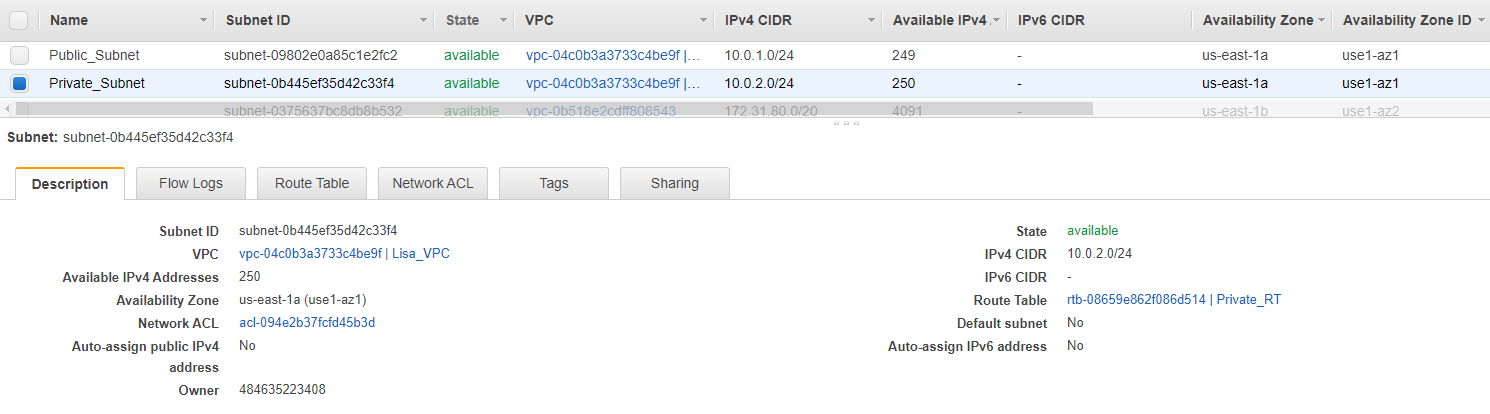 Name Subnet ID State VPC IPv4 CIDR Available IPv4 IPv6 CIDR Availability Zone Availability Zone ID
Public_Subnet subnet-09802e0a85c1e2fc2 available vpc-04c0b3a3733c4be9f |... 10.0.1.0/24 249 - us-east-1a use1-az1
Private_Subnet subnet-0b445ef35d42c33f4 available vpc-04c0b3a3733c4be9f |... 10.0.2.0/24 250 - us-east-1a use1-az1
subnet-0375637bc8db8b532 available vpc-0b518e2cdff808543 172.31.80.0/20 4091 - us-east-1b use1-az2
Subnet: subnet-0b445ef35d42c33f4
Description Flow Logs Route Table Network ACL Tags Sharing
Subnet ID subnet-0b445ef35d42c33f4 State available
VPC vpc-04c0b3a3733c4be9f | Lisa_VPC IPv4 CIDR 10.0.2.0/24
Available IPv4 Addresses 250 IPv6 CIDR -
Availability Zone us-east-1a (use1-az1) Route Table rtb-08659e862f086d514 | Private_RT
Network ACL acl-094e2b37fcfd45b3d Default subnet No
Auto-assign public IPv4 No Auto-assign IPv6 address No
address
Owner 484635223408